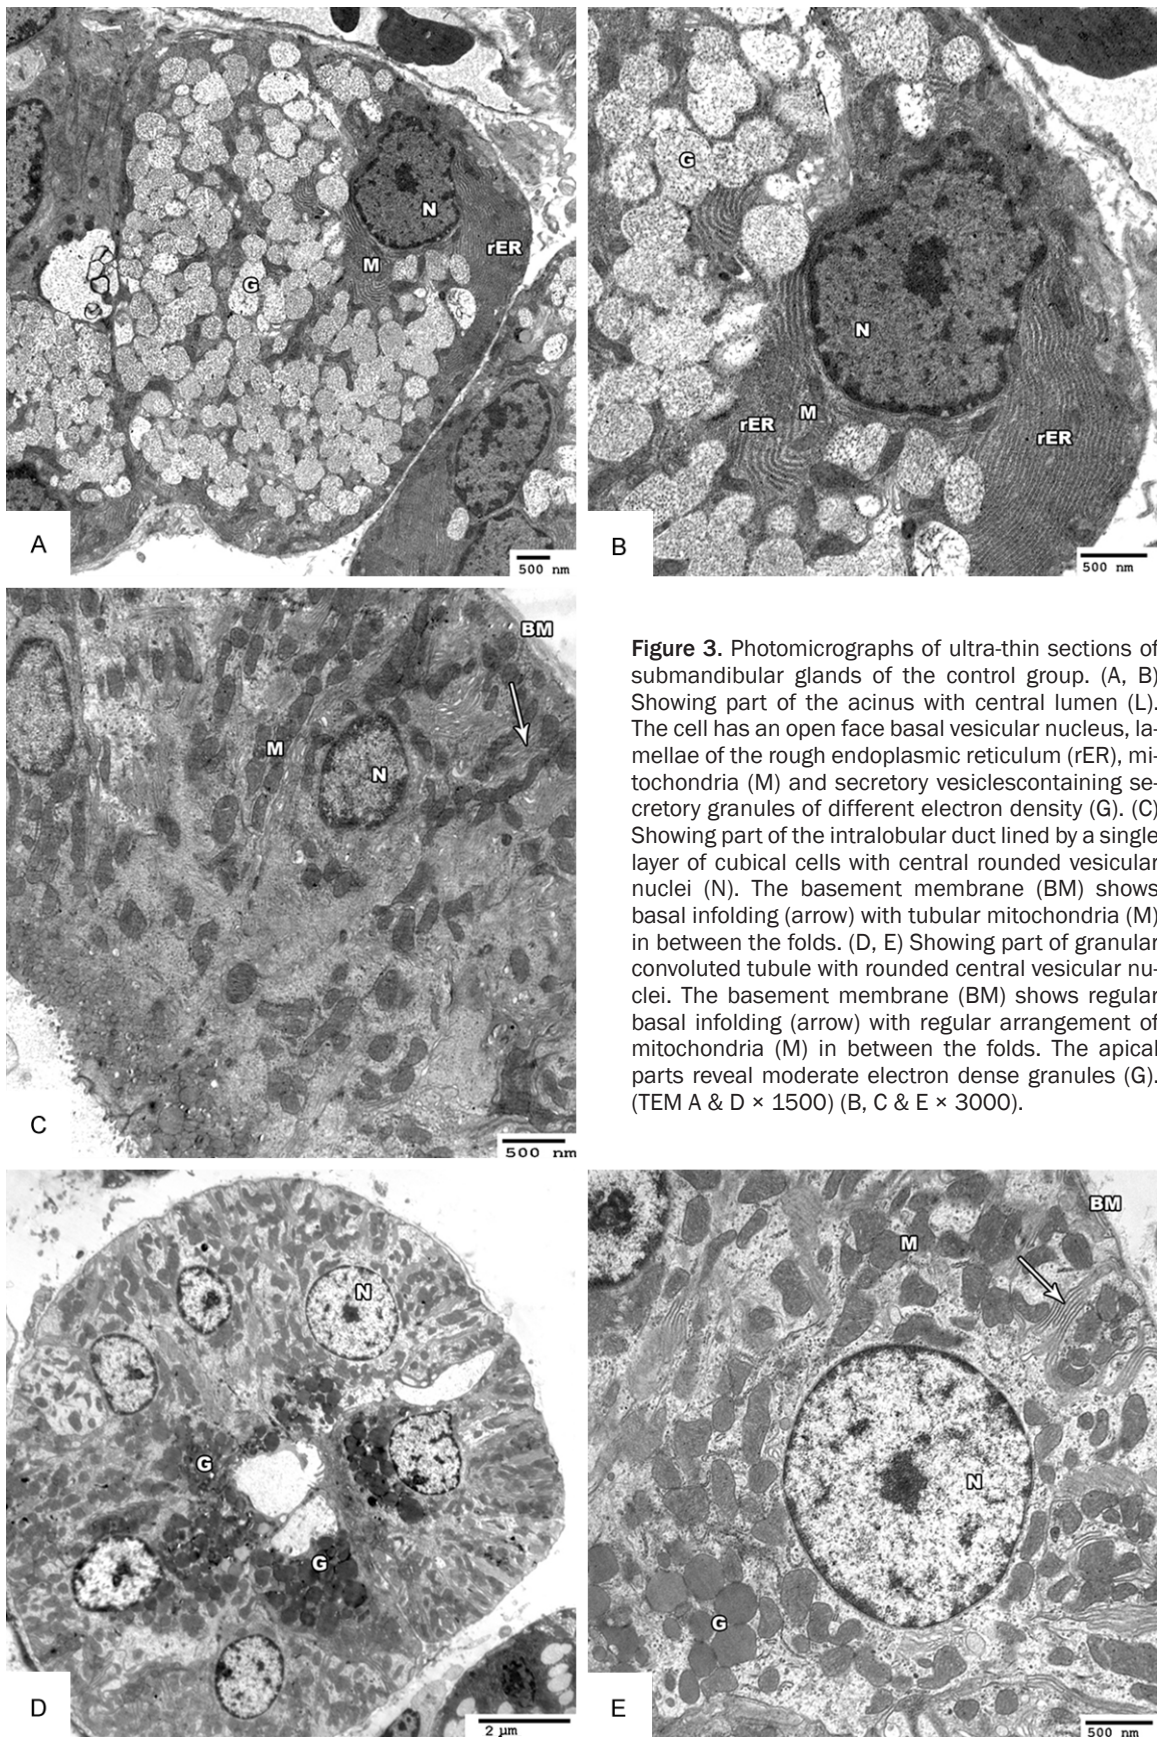 N
rER
M
G
A
500 nm
G
N
rER
M
rER
B
500 nm
BM
M
N
C
500 nm
Figure 3. Photomicrographs of ultra-thin sections of
submandibular glands of the control group. (A, B)
Showing part of the acinus with central lumen (L).
The cell has an open face basal vesicular nucleus, la-
mellae of the rough endoplasmic reticulum (rER), mi-
tochondria (M) and secretory vesiclescontaining se-
cretory granules of different electron density (G). (C)
Showing part of the intralobular duct lined by a single
layer of cubical cells with central rounded vesicular
nuclei (N). The basement membrane (BM) shows
basal infolding (arrow) with tubular mitochondria (M)
in between the folds. (D, E) Showing part of granular
convoluted tubule with rounded central vesicular nu-
clei. The basement membrane (BM) shows regular
basal infolding (arrow) with regular arrangement of
mitochondria (M) in between the folds. The apical
parts reveal moderate electron dense granules (G).
(TEM A & D × 1500) (B, C & E × 3000).
N
G
G
D
2 µm
BM
M
N
G
E
500 nm